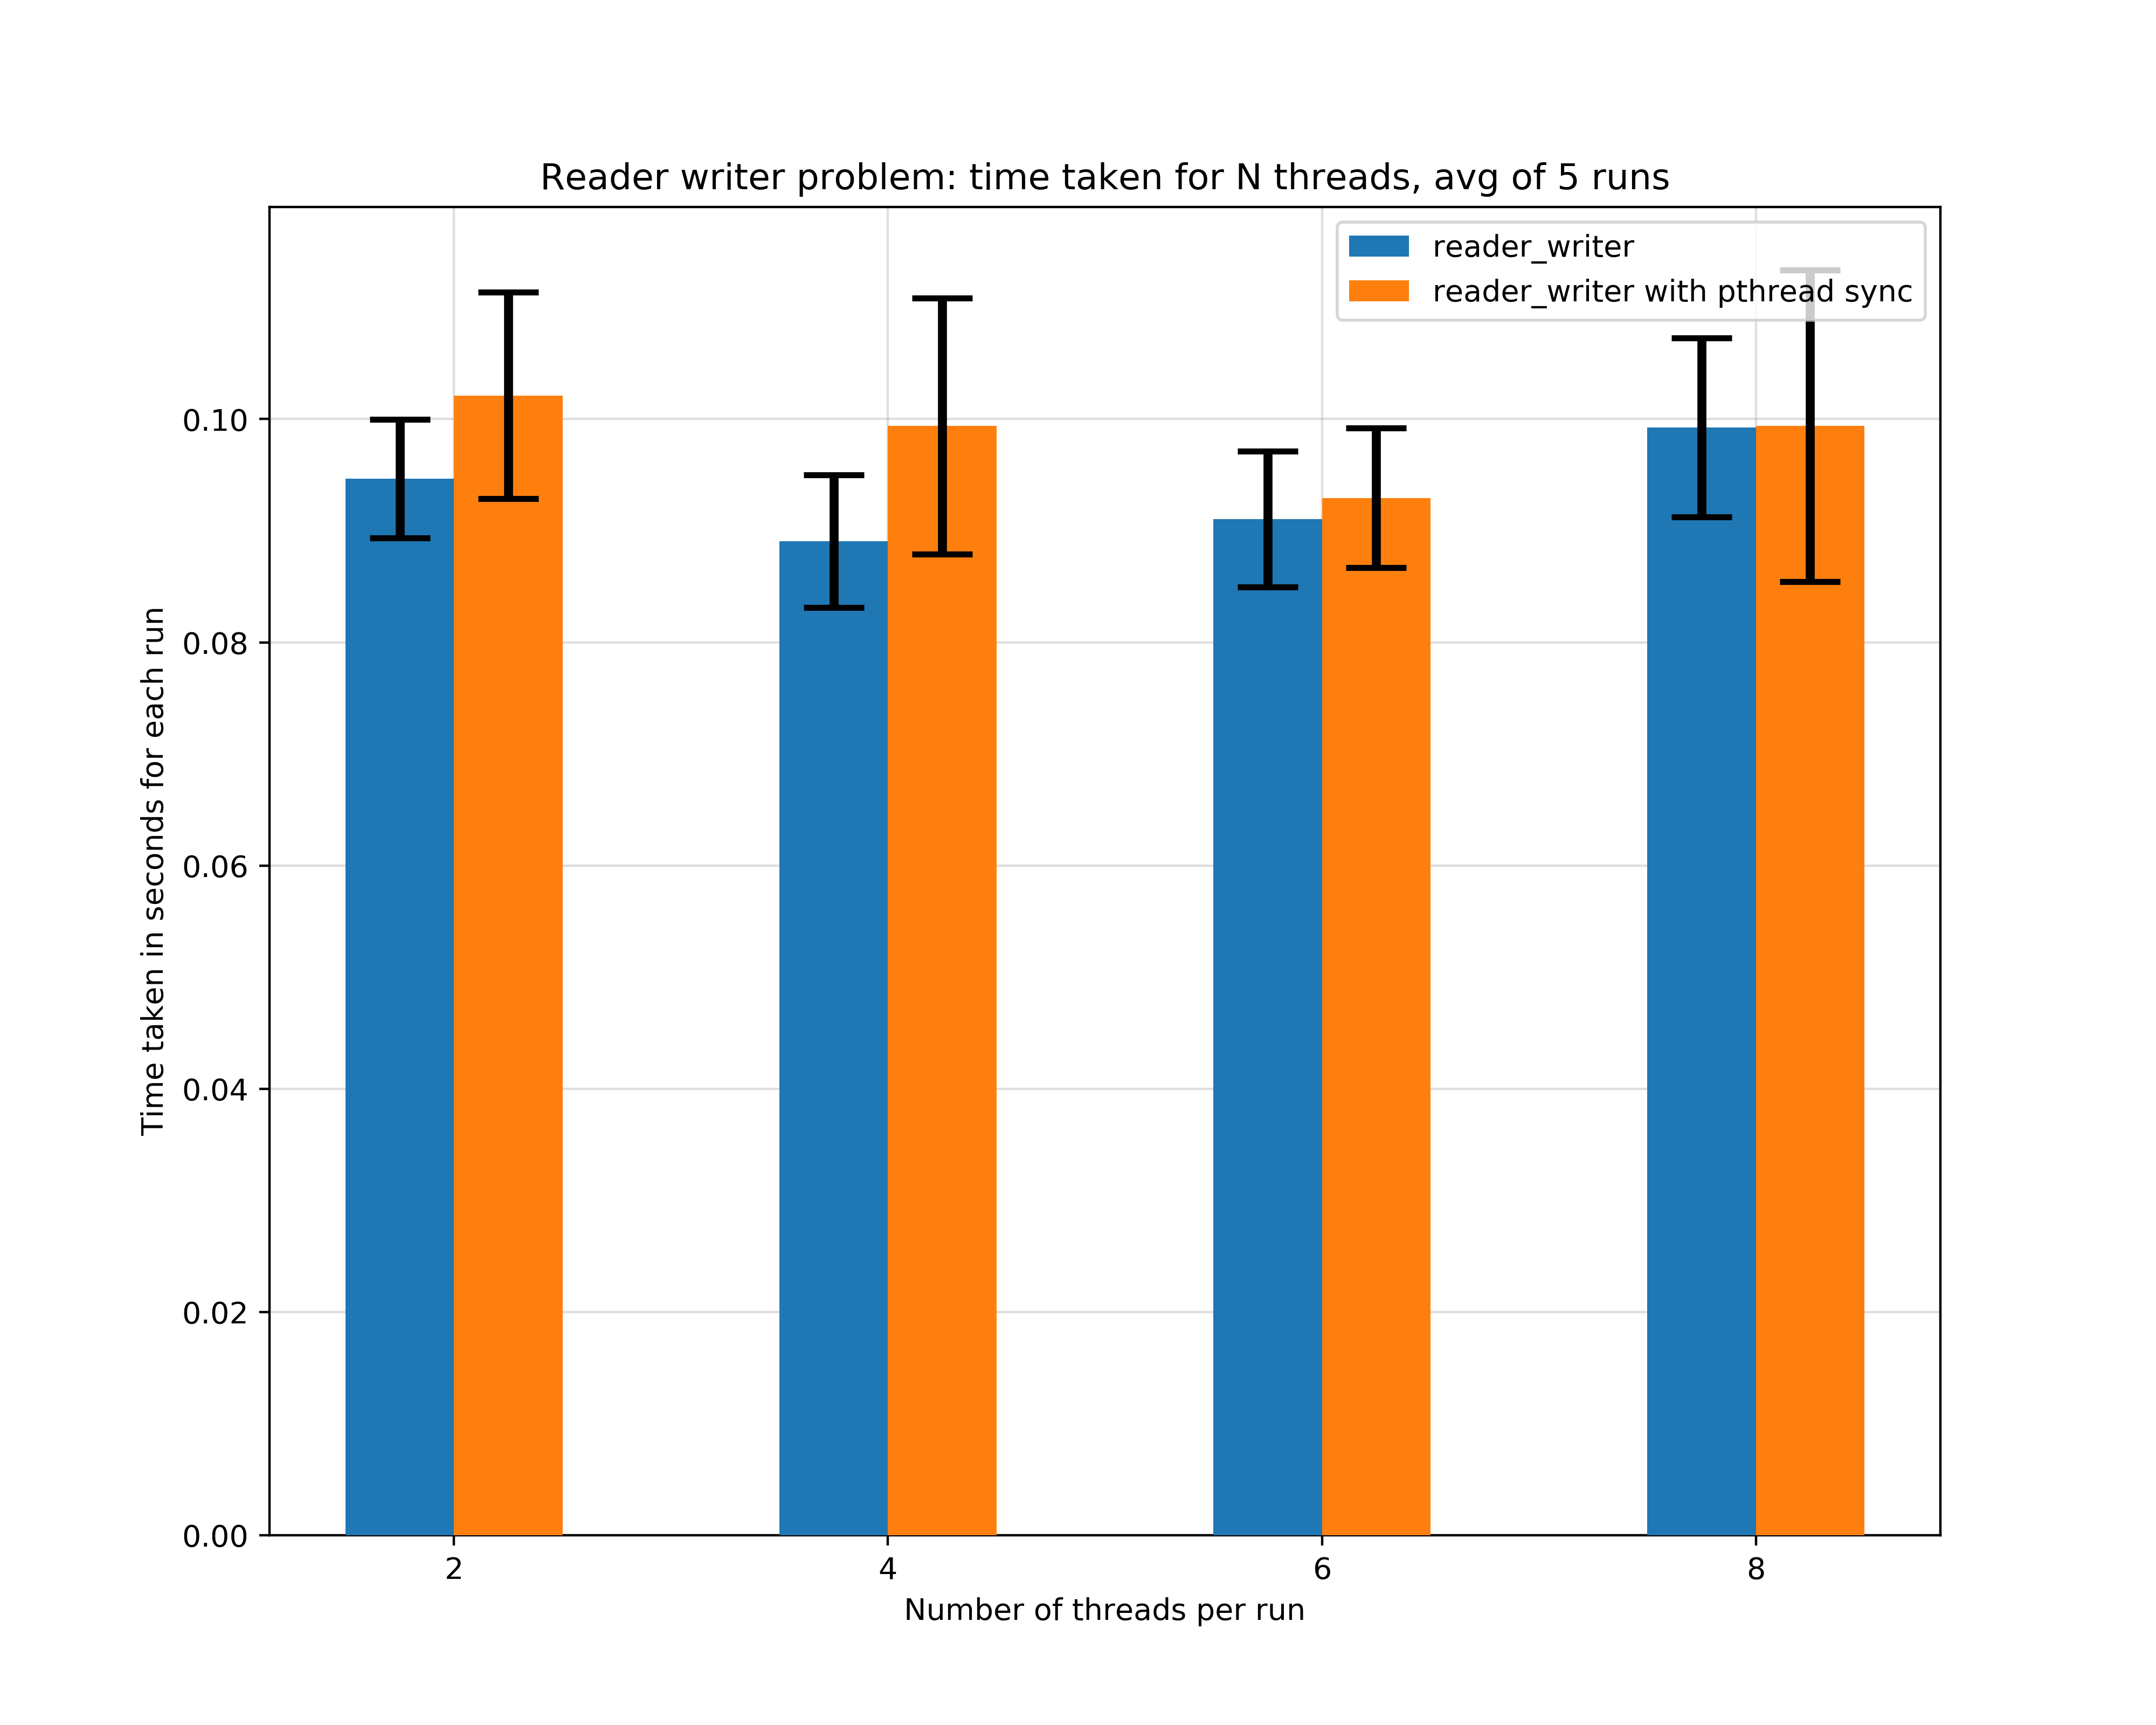 Reader writer problem: time taken for N threads, avg of 5 runs
reader_writer
reader_writer with pthread sync
Time taken in seconds for each run
0.10
0.08
0.06
0.04
0.02
0.00
2 4 6 8
Number of threads per run